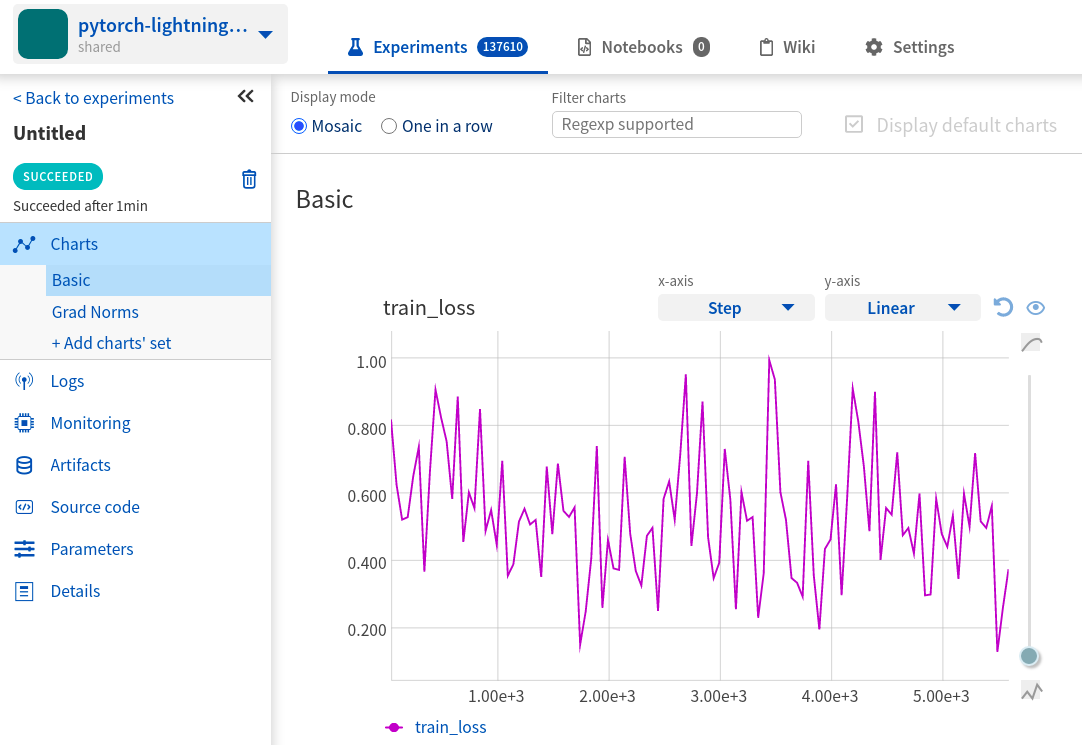 pytorch-lightning...
shared
Experiments 137610
Notebooks 0
Wiki
Settings
< Back to experiments
Untitled
SUCCEEDED
Succeeded after 1min
Charts
Basic
Grad Norms
+ Add charts' set
Logs
Monitoring
Artifacts
Source code
Parameters
Details
Display mode
Mosaic
One in a row
Filter charts
Regexp supported
Display default charts
Basic
train_loss
x-axis
Step
y-axis
Linear
1.00
0.800
0.600
0.400
0.200
1.00e+3
2.00e+3
3.00e+3
4.00e+3
5.00e+3
train_loss